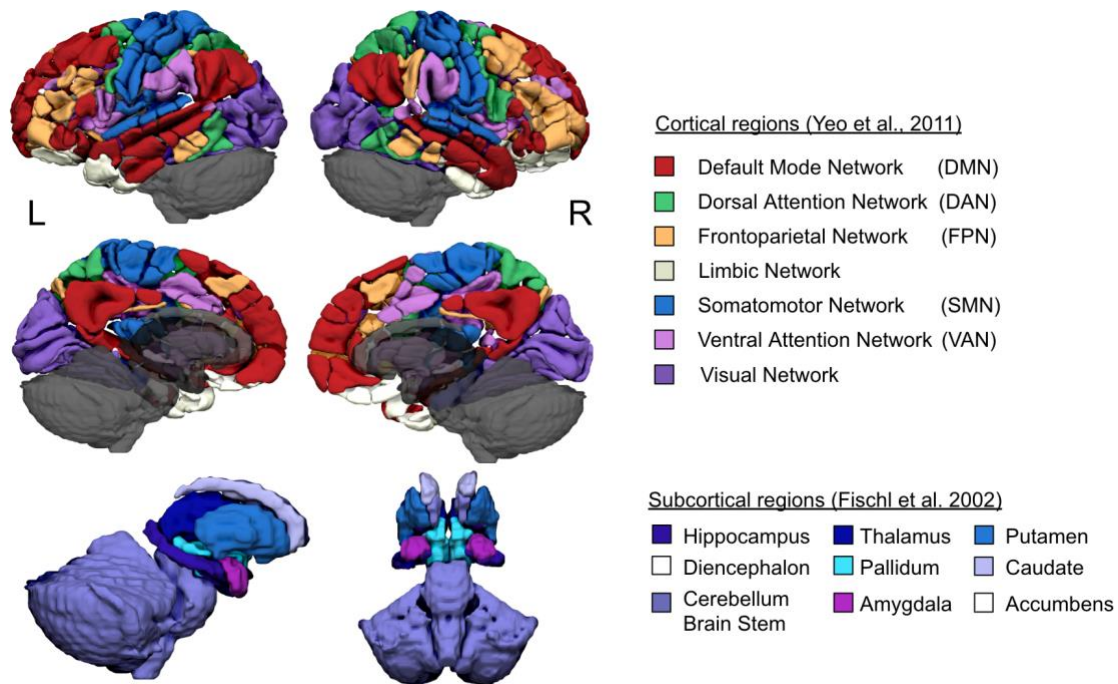 L
R
Cortical regions (Yeo et al., 2011)
Default Mode Network (DMN)
Dorsal Attention Network (DAN)
Frontoparietal Network (FPN)
Limbic Network
Somatomotor Network (SMN)
Ventral Attention Network (VAN)
Visual Network
Subcortical regions (Fischl et al. 2002)
Hippocampus Thalamus Putamen
Diencephalon Pallidum Caudate
Cerebellum Amygdala Accumbens
Brain Stem